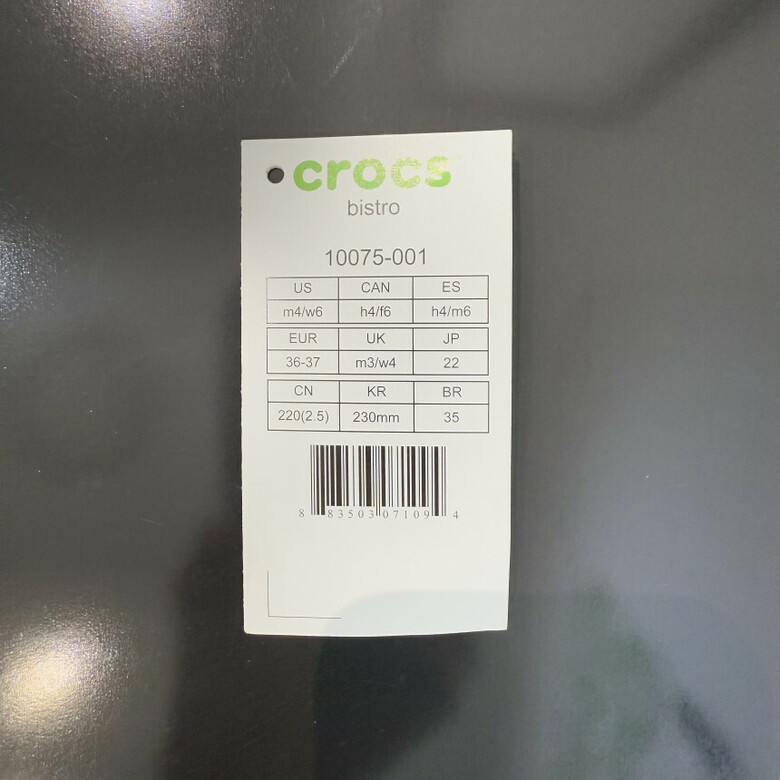 crocs
bistro
10075-001
US CAN ES
m4/w6 h4/f6 h4/m6
EUR UK JP
36-37 m3/w4 22
CN KR BR
220(2.5) 230mm 35
8 83503 07109 4